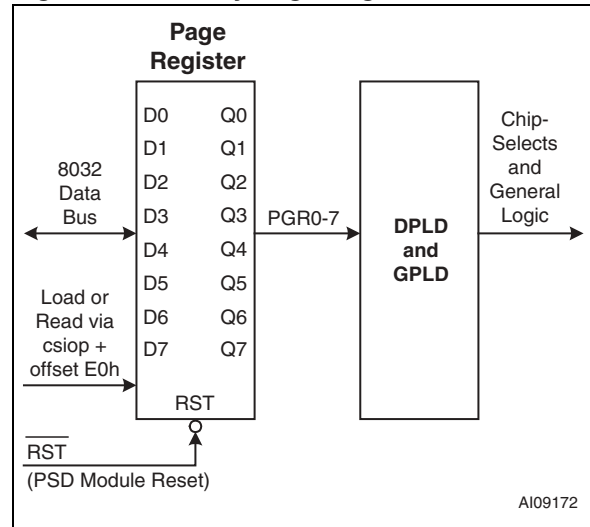 Page
Register
D0 Q0
D1 Q1
D2 Q2
D3 Q3
D4 Q4
D5 Q5
D6 Q6
D7 Q7
RST
8032
Data
Bus
Load or
Read via
csiop +
offset E0h
RST
(PSD Module Reset)
PGR0-7
DPLD
and
GPLD
Chip-
Selects
and
General
Logic
AI09172